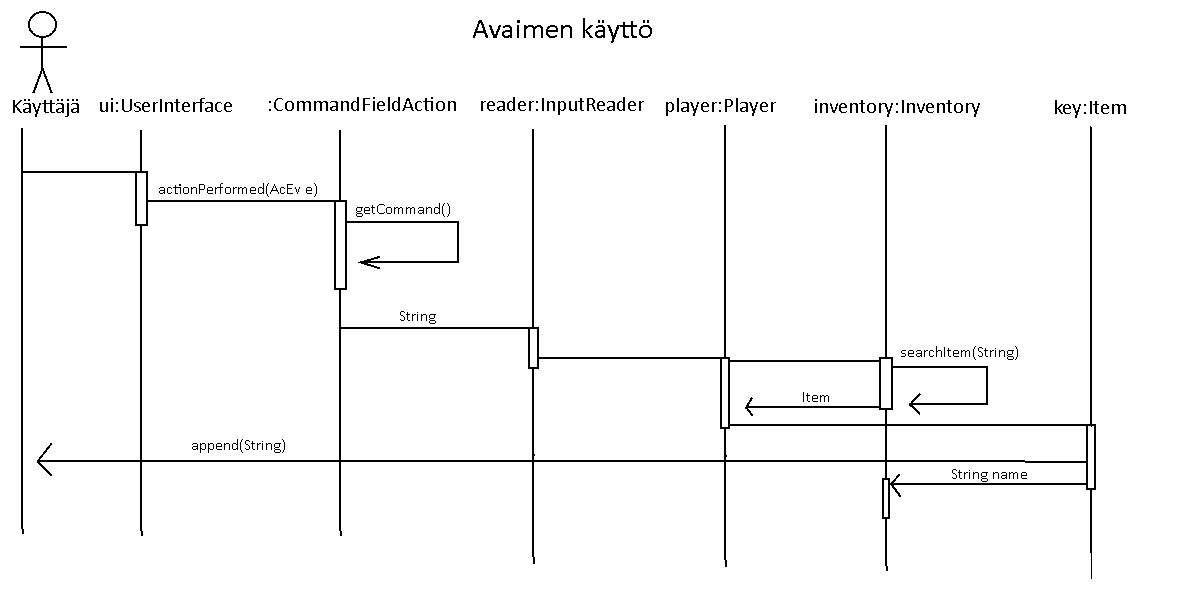 Avaimen käyttö
Käyttäjä
ui:UserInterface
:CommandFieldAction
reader:InputReader
player:Player
inventory:Inventory
key:Item
actionPerformed(AcEv e)
getCommand()
String
searchItem(String)
Item
append(String)
String name